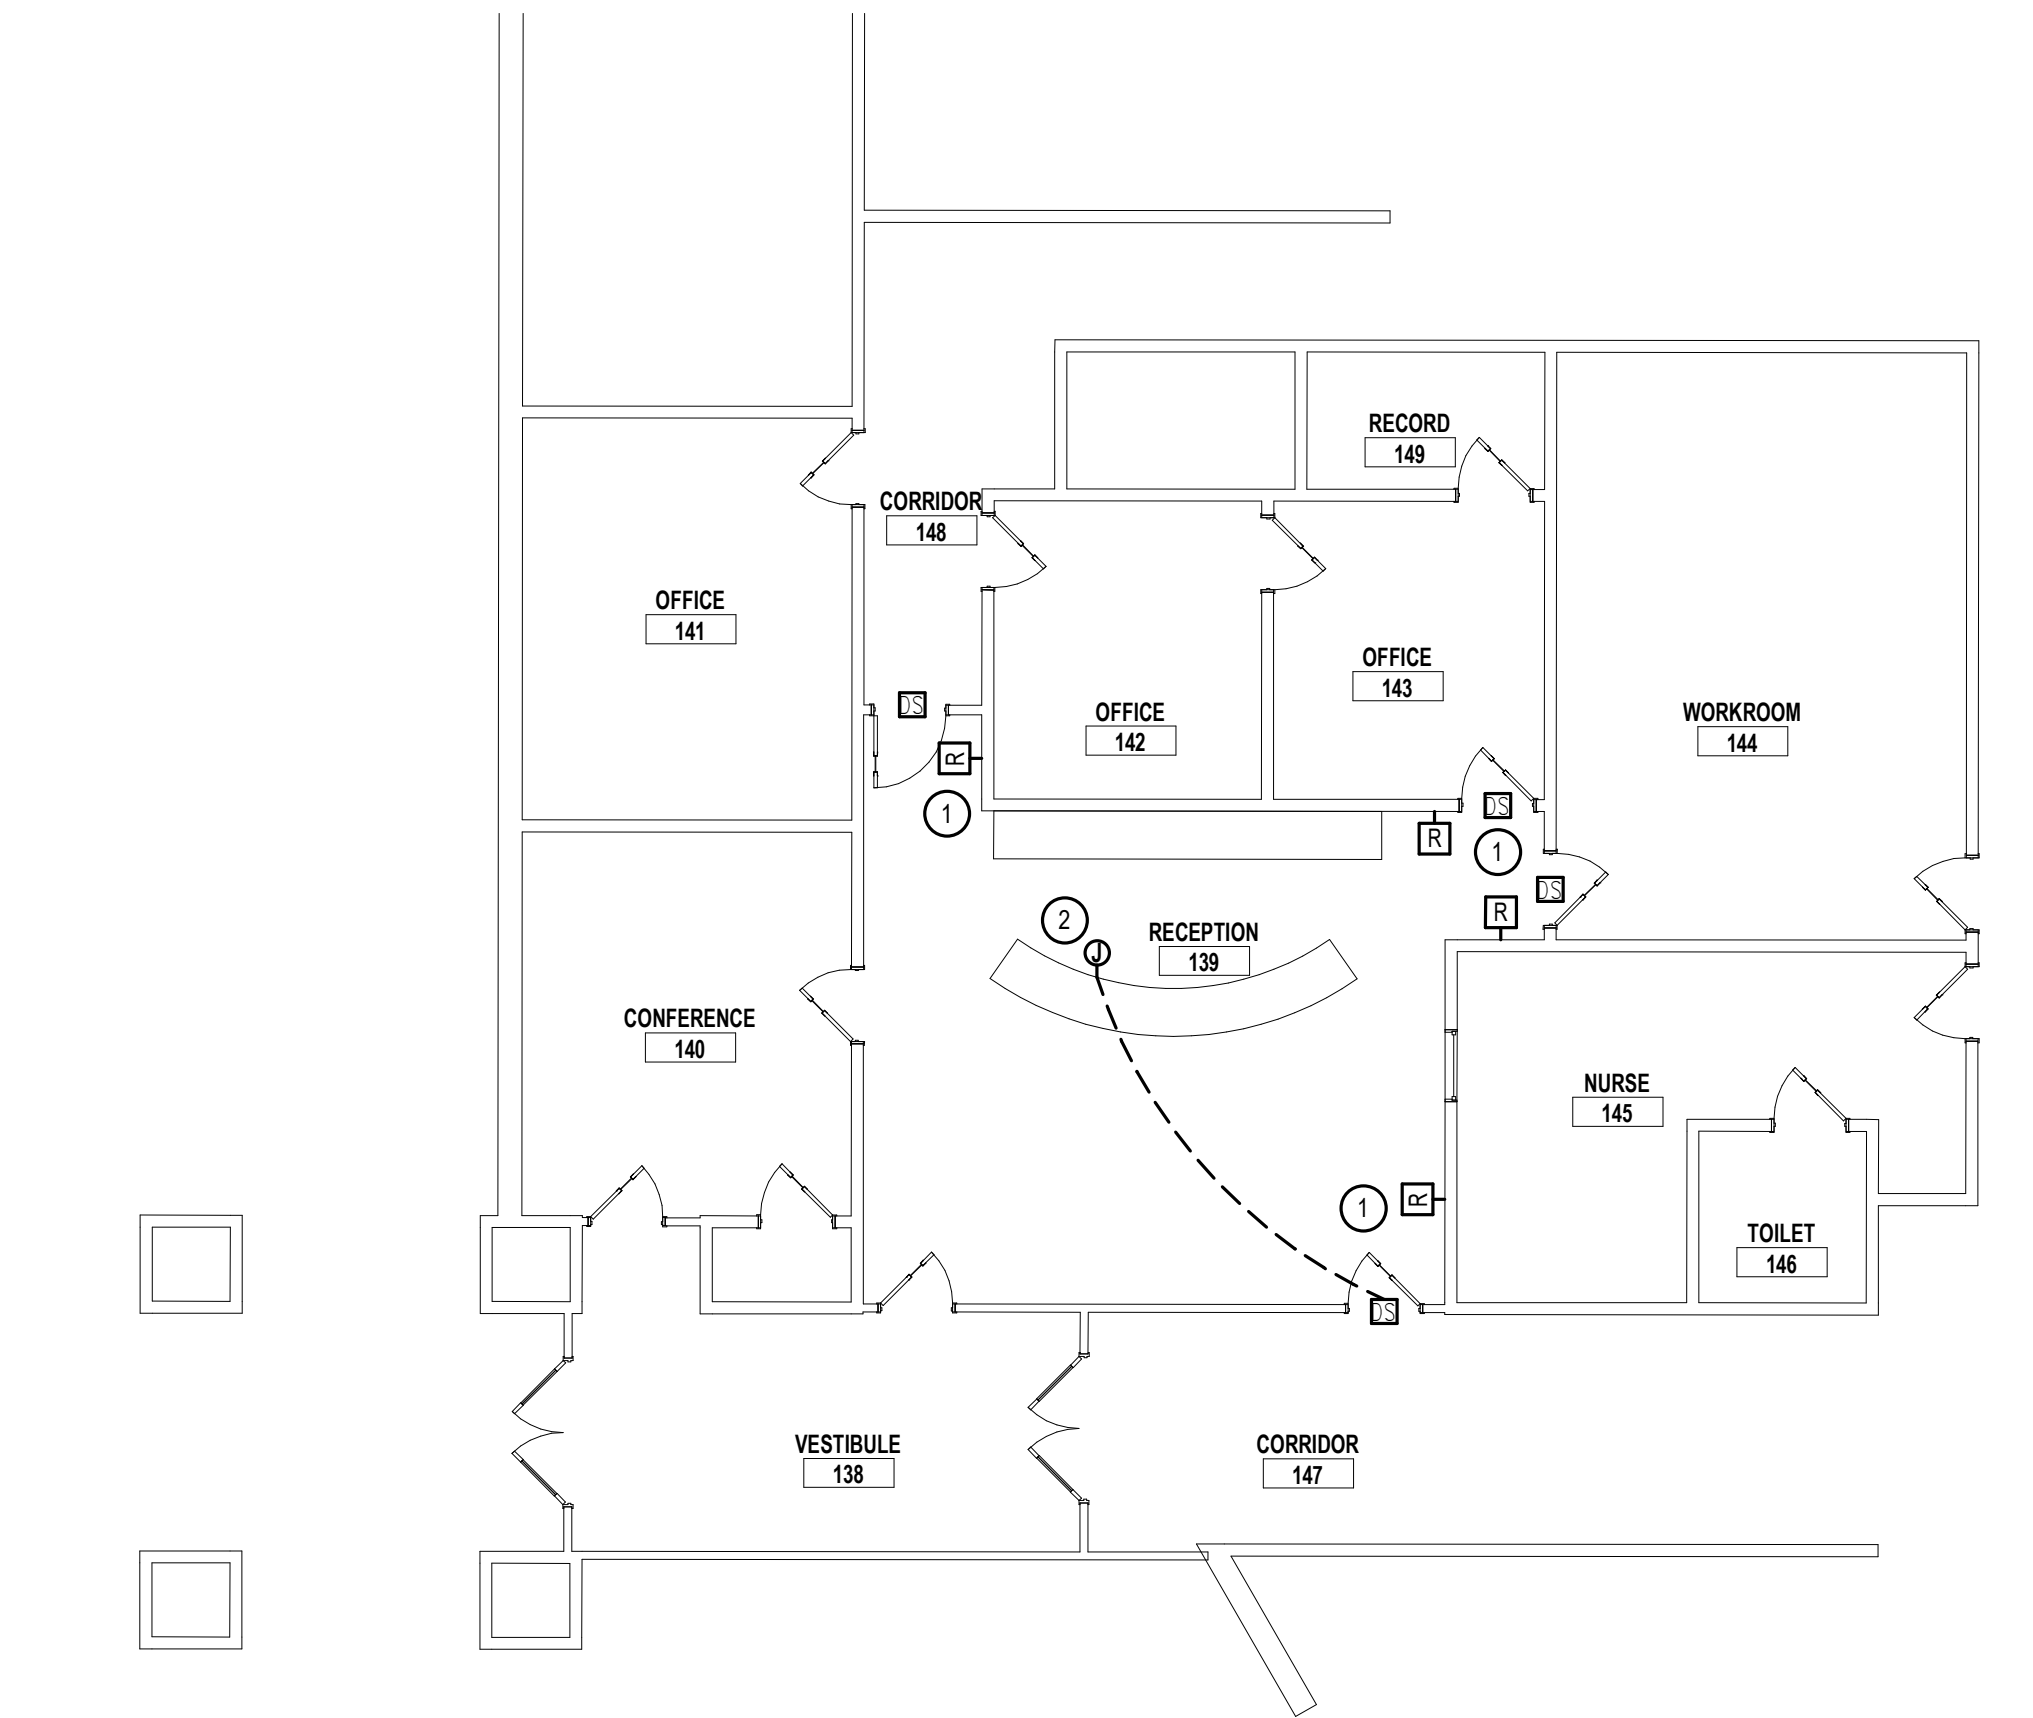 RECORD
149
CORRIDOR
148
OFFICE
141
OFFICE
143
OFFICE
142
WORKROOM
144
DS
R
1
DS
R
1
DS
R
2
J
RECEPTION
139
CONFERENCE
140
NURSE
145
R
1
TOILET
146
DS
VESTIBULE
138
CORRIDOR
147